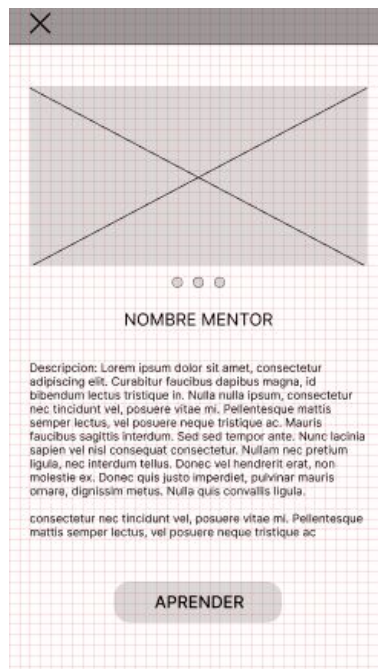 NOMBRE MENTOR
Descripcion: Lorem ipsum dolor sit amet, consectetur
adipiscing elit. Curabitur faucibus dapibus magna, id
bibendum lectus tristique in. Nulla nulla ipsum, consectetur
nec tincidunt vel, posuere vitae mi. Pellentesque mattis
semper lectus, vel posuere neque tristique ac. Mauris
faucibus sagittis interdum. Sed sed tempor ante. Nunc lacinia
sapien vel nisl consequat consectetur. Nullam nec pretium
ligula, nec interdum tellus. Donec vel hendrerit erat, non
molestie ex. Donec quis justo imperdiet, pulvinar mauris
ornare, dignissim metus. Nulla quis convallis ligula.
consectetur nec tincidunt vel, posuere vitae mi. Pellentesque
mattis semper lectus, vel posuere neque tristique ac
APRENDER